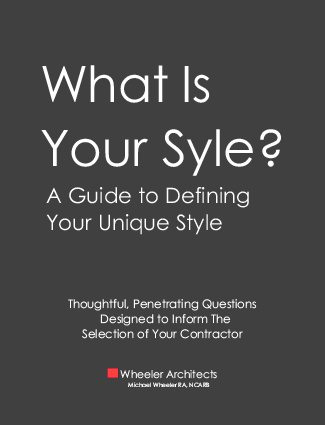 What Is
Your Syle?
A Guide to Defining
Your Unique Style
Thoughtful, Penetrating Questions
Designed to Inform The
Selection of Your Contractor
Wheeler Architects
Michael Wheeler RA, NCARB